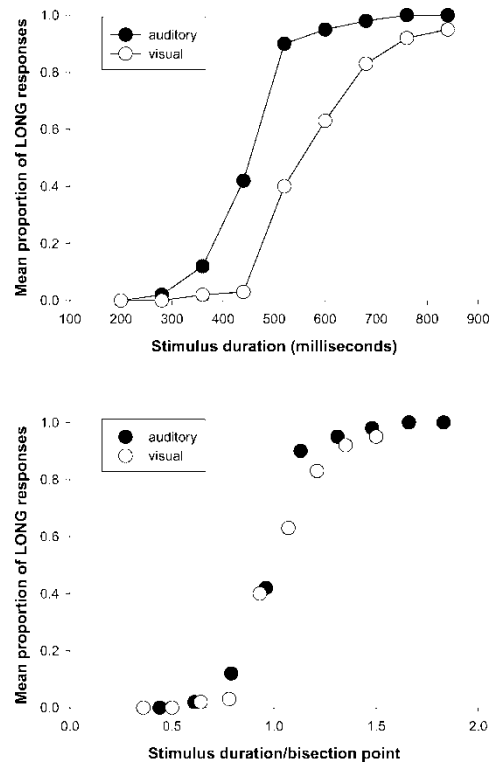 1.0
0.8
0.6
0.4
0.2
0.0
Mean proportion of LONG responses
auditory
visual
100 200 300 400 500 600 700 800 900
Stimulus duration (milliseconds)
1.0
0.8
0.6
0.4
0.2
0.0
Mean proportion of LONG responses
auditory
visual
0.0 0.5 1.0 1.5 2.0
Stimulus duration/bisection point